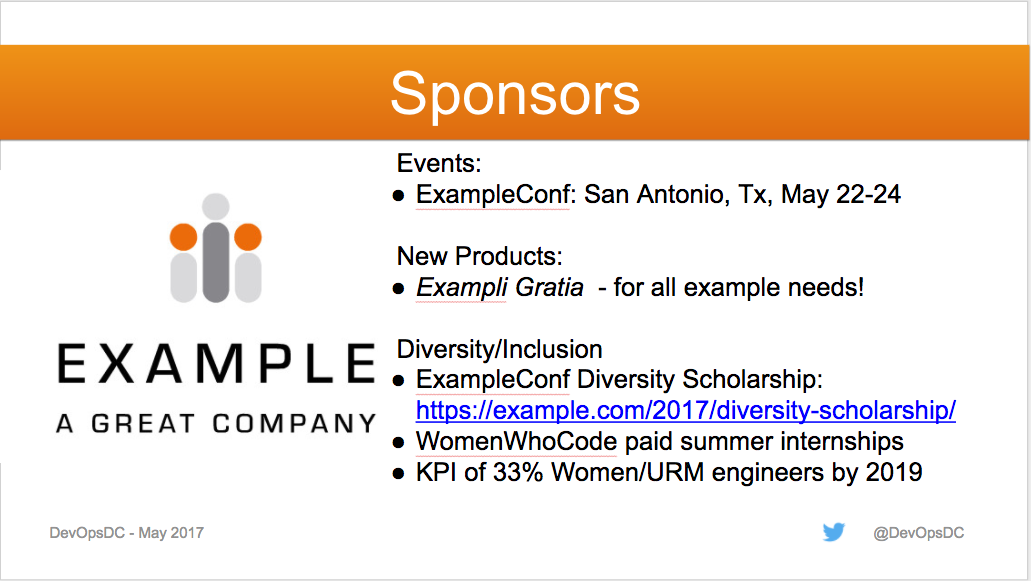 Sponsors
Events:
● ExampleConf: San Antonio, Tx, May 22-24
New Products:
● Exampli Gratia - for all example needs!
Diversity/Inclusion
● ExampleConf Diversity Scholarship:
https://example.com/2017/diversity-scholarship/
● WomenWhoCode paid summer internships
● KPI of 33% Women/URM engineers by 2019
EXAMPLE
A GREAT COMPANY
DevOpsDC - May 2017
@DevOpsDC